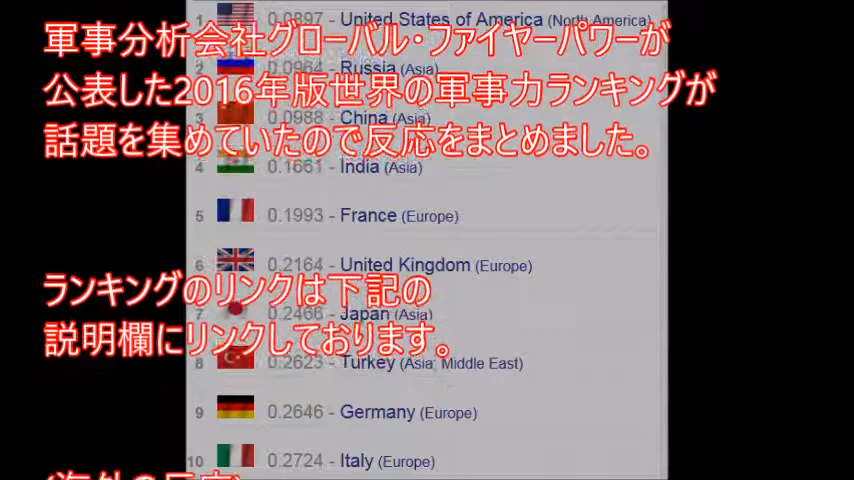 1 0.0897 - United States of America (North America)
軍事分析会社グローバル・ファイヤーパワーが
2 0.0964 - Russia (Asia)
公表した2016年版世界の軍事力ランキングが
3 0.0988 - China (Asia)
話題を集めていたので反応をまとめました。
4 0.1661 - India (Asia)
5 0.1993 - France (Europe)
6 0.2164 - United Kingdom (Europe)
ランキングのリンクは下記の
7 0.2466 - Japan (Asia)
説明欄にリンクしております。
8 0.2623 - Turkey (Asia; Middle East)
9 0.2646 - Germany (Europe)
10 0.2724 - Italy (Europe)